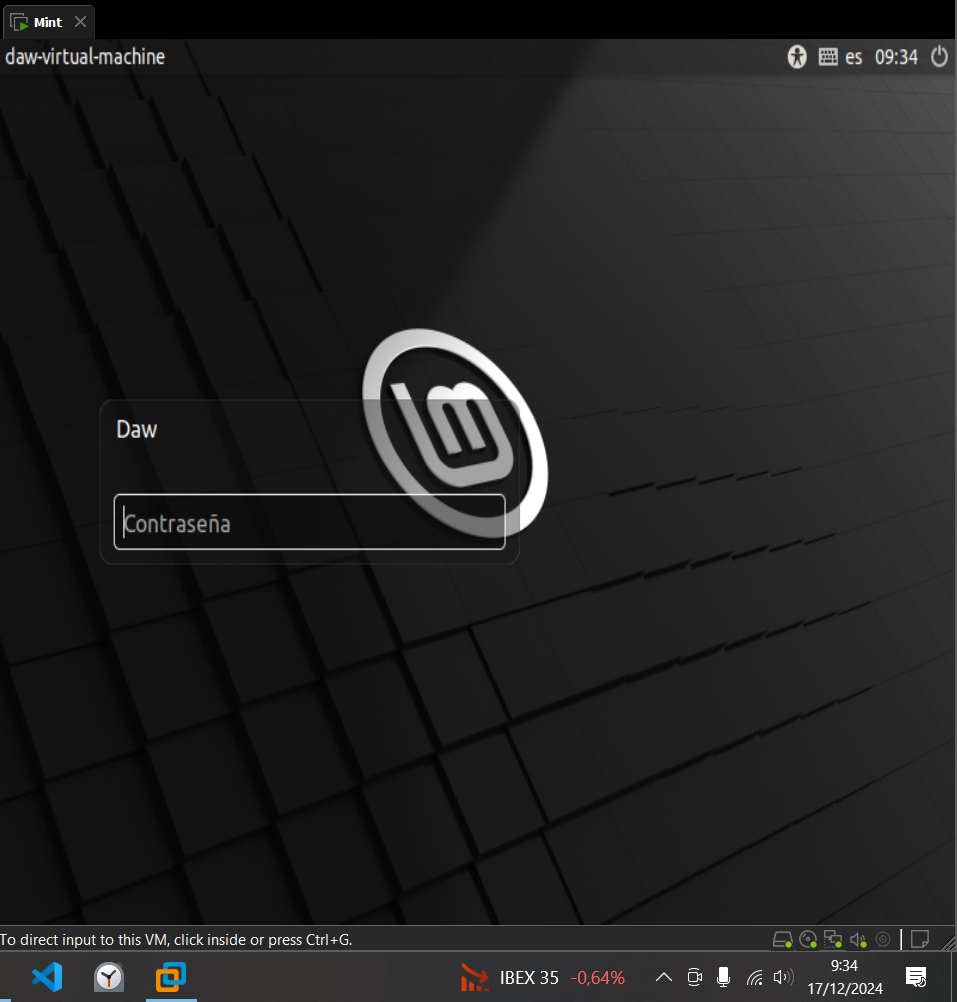 Mint
daw-virtual-machine
es 09:34
Daw
Contraseña
To direct input to this VM, click inside or press Ctrl+G.
IBEX 35 -0,64%
9:34
17/12/2024